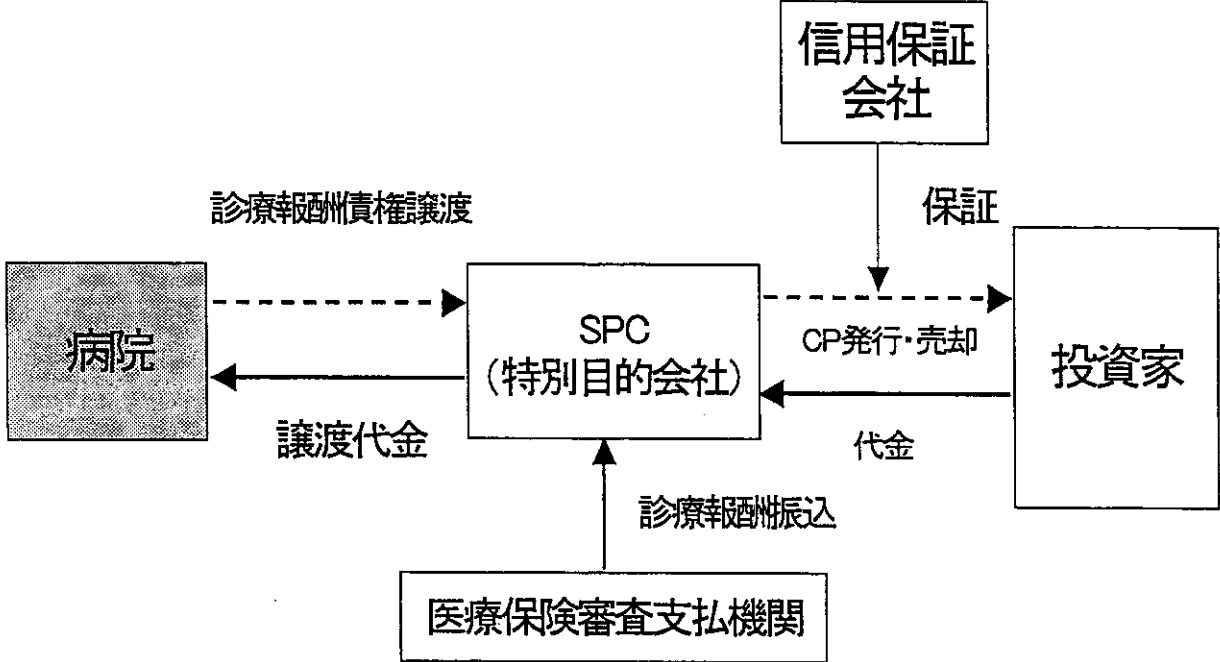 信用保証
会社
診療報酬債権譲渡
保証
病院
SPC
(特別目的会社)
CP発行・売却
投資家
譲渡代金
代金
診療報酬振込
医療保険審査支払機関